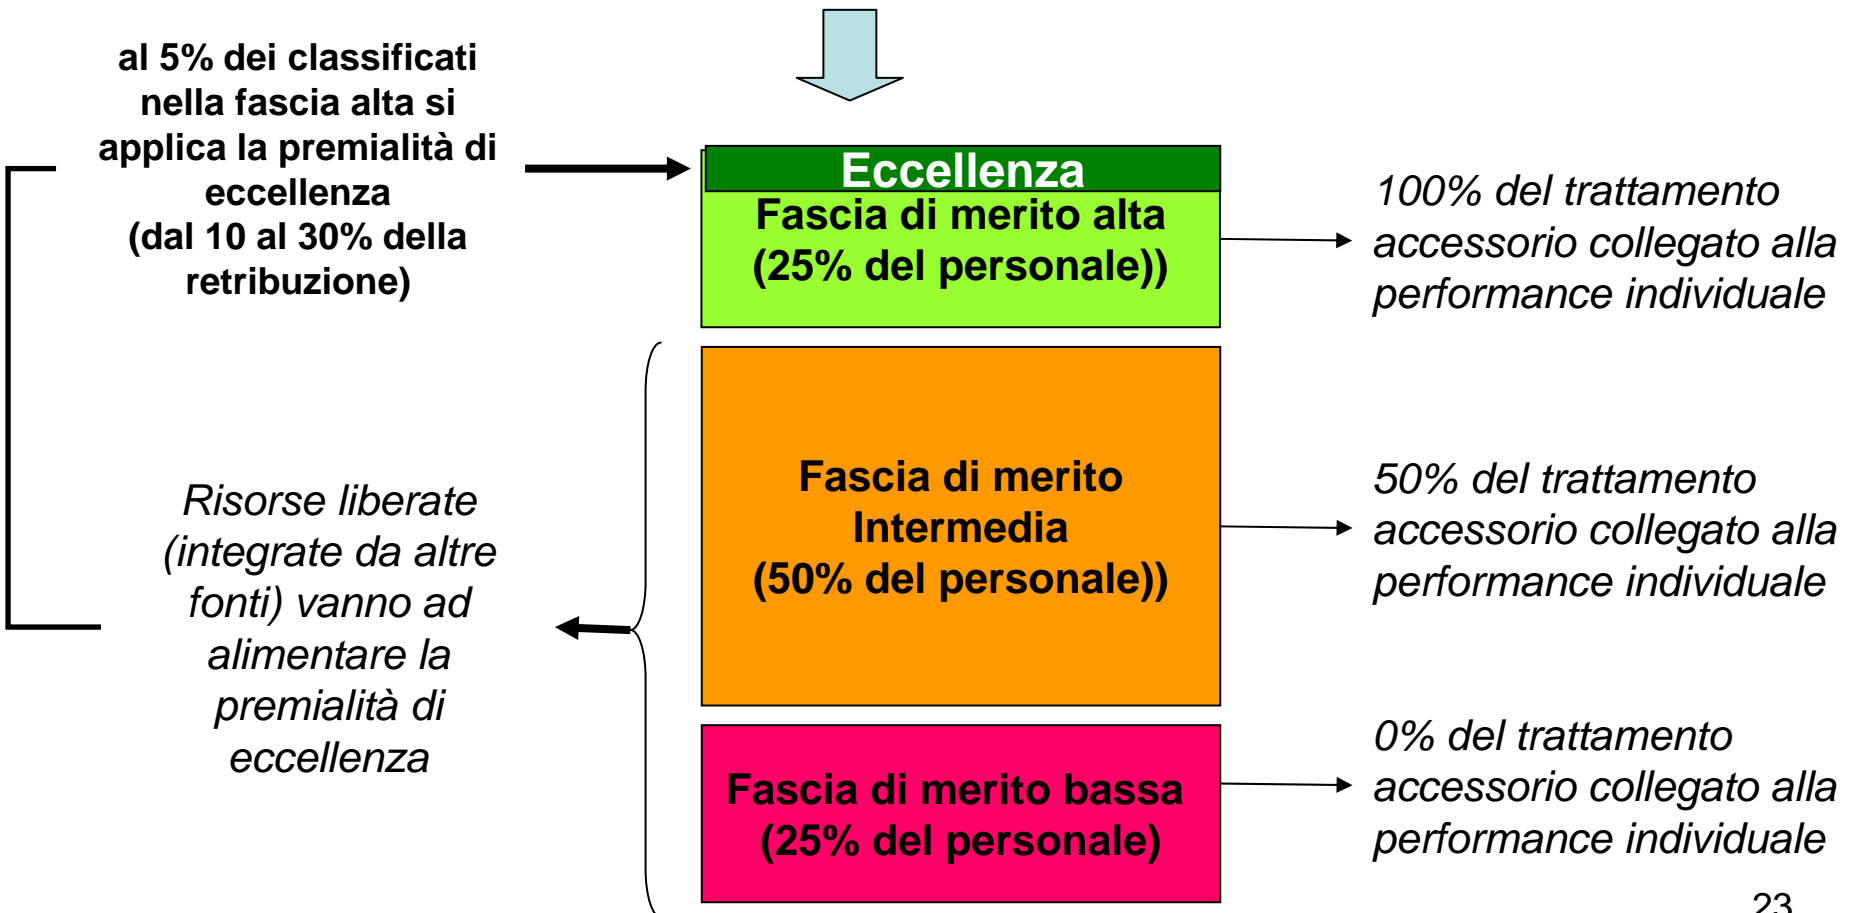 al 5% dei classificati
nella fascia alta si
applica la premialità di
eccellenza
(dal 10 al 30% della
retribuzione)
Eccellenza
Fascia di merito alta
(25% del personale))
100% del trattamento
accessorio collegato alla
performance individuale
Risorse liberate
(integrate da altre
fonti) vanno ad
alimentare la
premialità di
eccellenza
Fascia di merito
Intermedia
(50% del personale))
50% del trattamento
accessorio collegato alla
performance individuale
Fascia di merito bassa
(25% del personale)
0% del trattamento
accessorio collegato alla
performance individuale
23